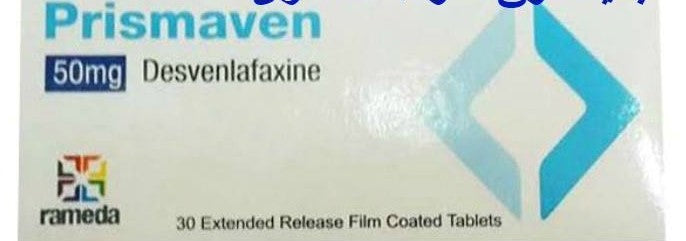 Prismaven
50mg Desvenlafaxine
rameda
30 Extended Release Film Coated Tablets